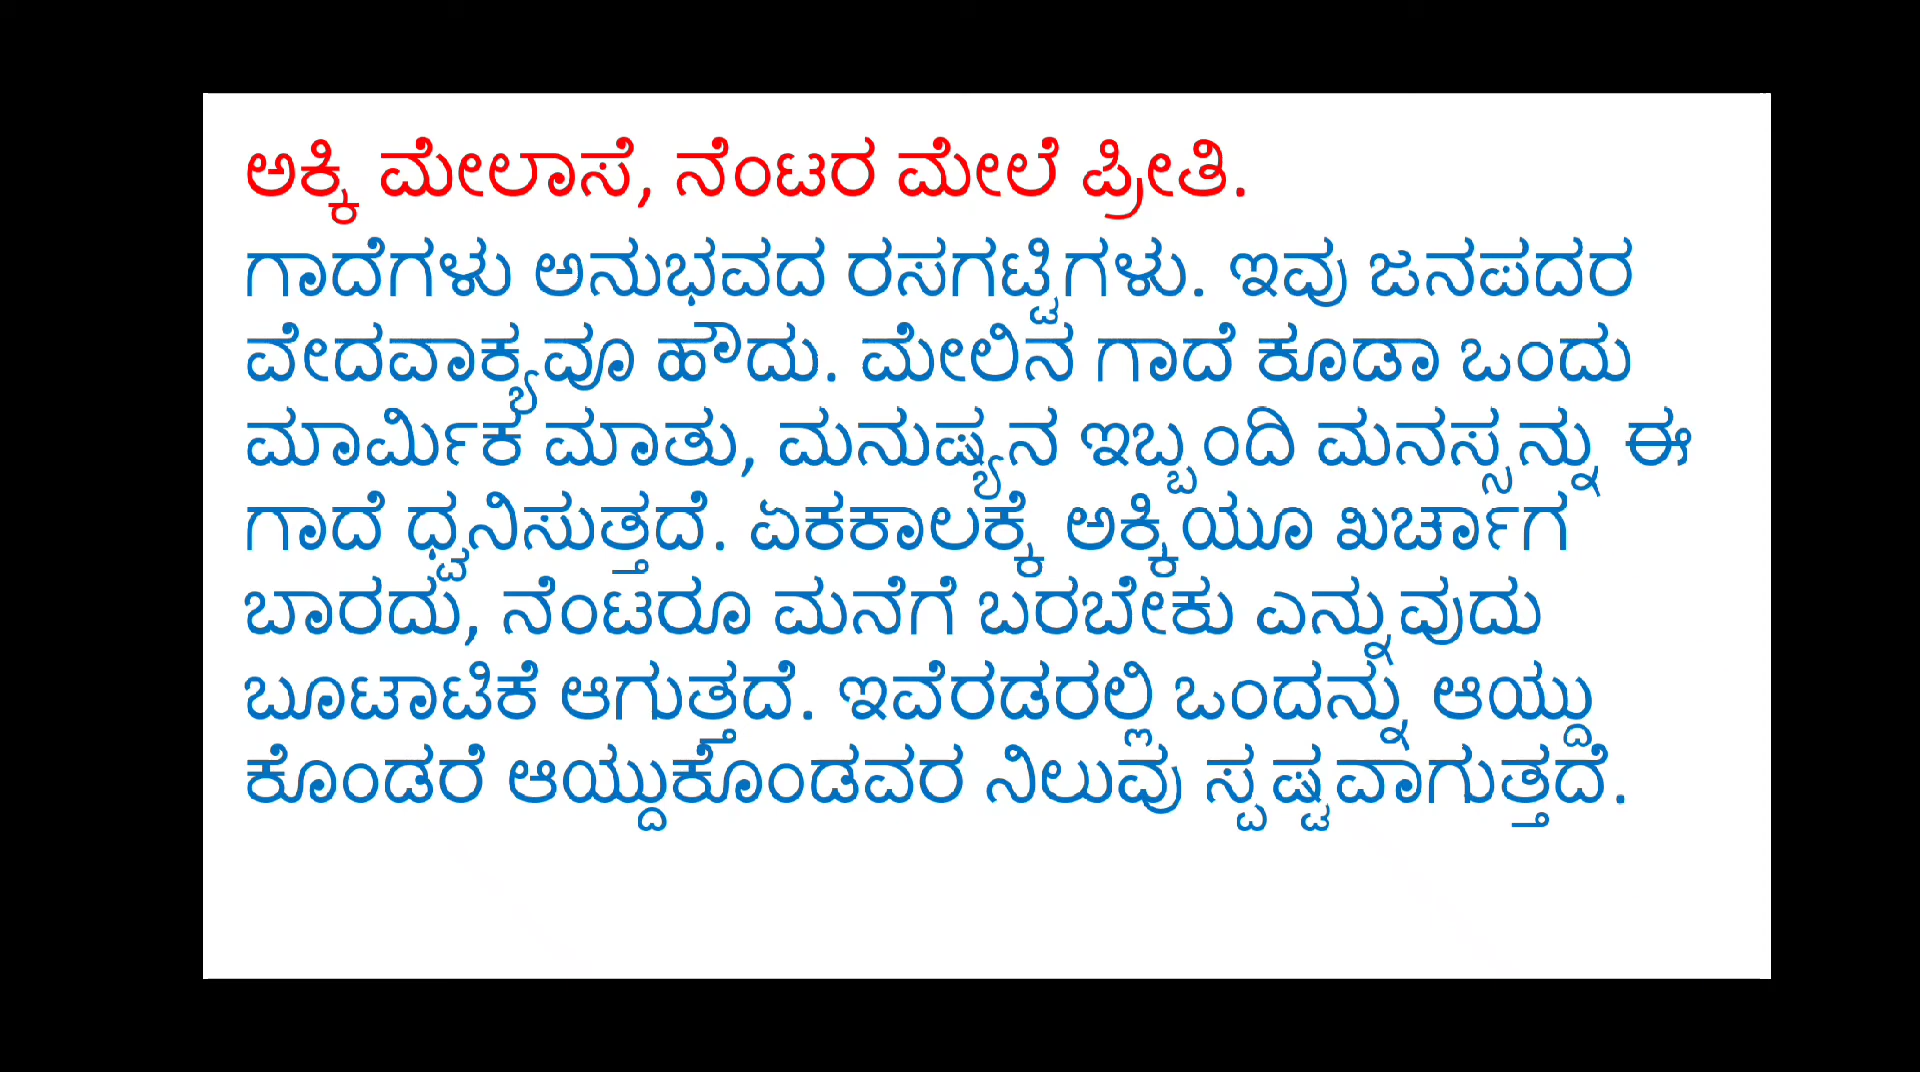 ಅಕ್ಕಿ ಮೇಲಾಸೆ, ನೆಂಟರ ಮೇಲೆ ಪ್ರೀತಿ.
ಗಾದೆಗಳು ಅನುಭವದ ರಸಗಟ್ಟಿಗಳು. ಇವು ಜನಪದರ
ವೇದವಾಕ್ಯವೂ ಹೌದು. ಮೇಲಿನ ಗಾದೆ ಕೂಡಾ ಒಂದು
ಮಾರ್ಮಿಕ ಮಾತು, ಮನುಷ್ಯನ ಇಬ್ಬಂದಿ ಮನಸ್ಸನ್ನು ಈ
ಗಾದೆ ಧ್ವನಿಸುತ್ತದೆ. ಏಕಕಾಲಕ್ಕೆ ಅಕ್ಕಿಯೂ ಖರ್ಚಾಗ
ಬಾರದು, ನೆಂಟರೂ ಮನೆಗೆ ಬರಬೇಕು ಎನ್ನುವುದು
ಬೂಟಾಟಿಕೆ ಆಗುತ್ತದೆ. ಇವೆರಡರಲ್ಲಿ ಒಂದನ್ನು ಆಯ್ದು
ಕೊಂಡರೆ ಆಯ್ದುಕೊಂಡವರ ನಿಲುವು ಸ್ಪಷ್ಟವಾಗುತ್ತದೆ.